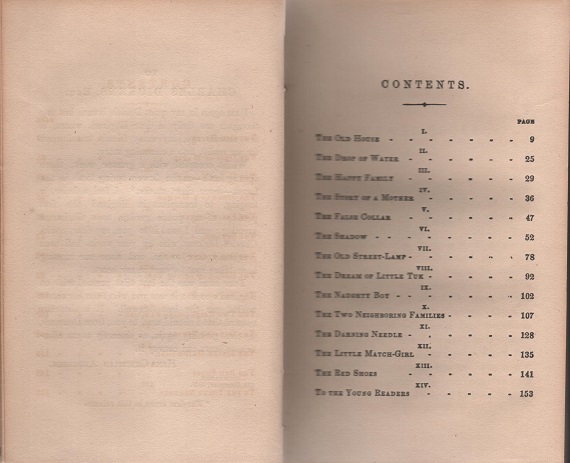 CONTENTS.
PAGE
I.
The Old House - - - - - - - 9
II.
The Drop of Water - - - - - - 25
III.
The Happy Family - - - - - - 29
IV.
The Story of a Mother - - - - - 36
V.
The False Collar - - - - - - 47
VI.
The Shadow - - - - - - - 52
VII.
The Old Street-Lamp - - - - - - 78
VIII.
The Dream of Little Tuk - - - - - 92
IX.
The Naughty Boy - - - - - - - 102
X.
The Two Neighboring Families - - - - 107
XI.
The Darning Needle - - - - - - 128
XII.
The Little Match-Girl - - - - - 135
XIII.
The Red Shoes - - - - - - 141
XIV.
To the Young Readers - - - - - 153